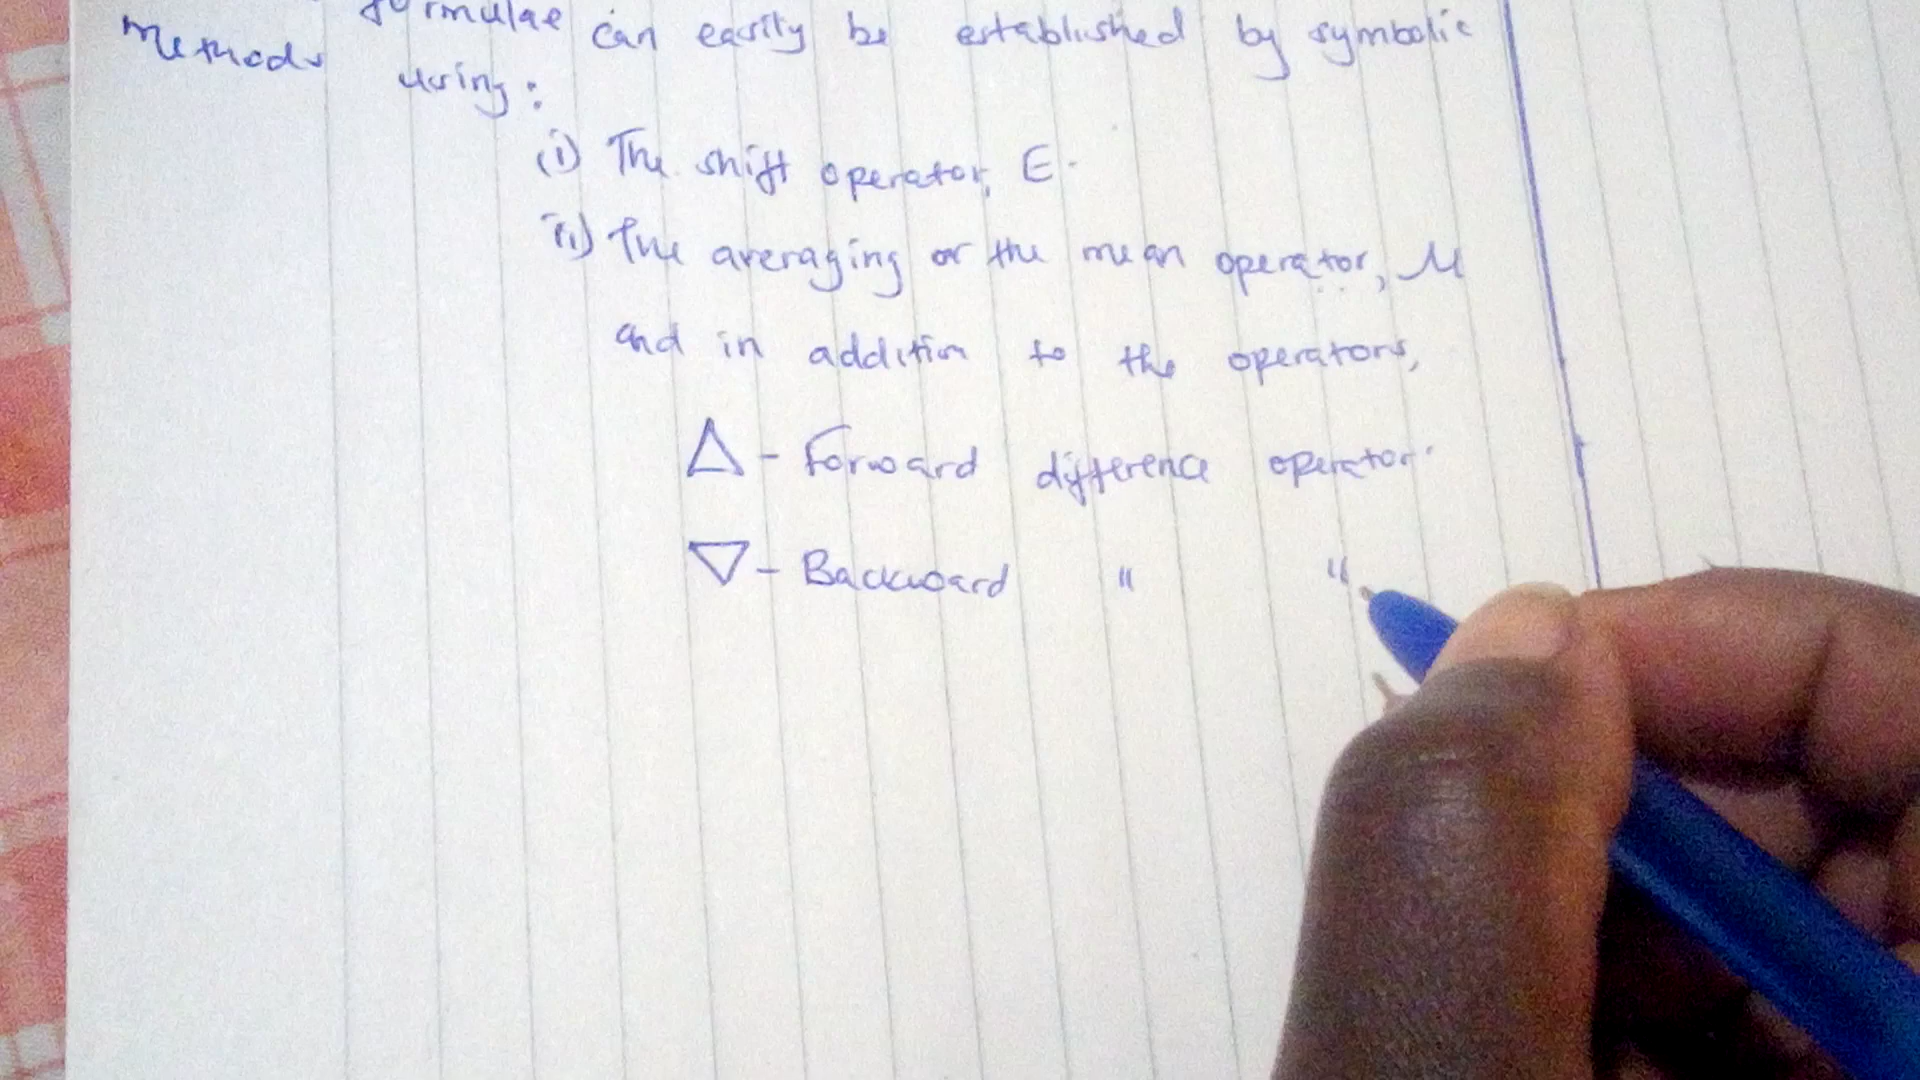 formulae can easily be established by symbolic
Methods using:
(i) The shift operator, E.
(ii) The averaging or the mean operator, μ
and in addition to the operators,
△ - Forward difference operator.
▽ - Backward " "